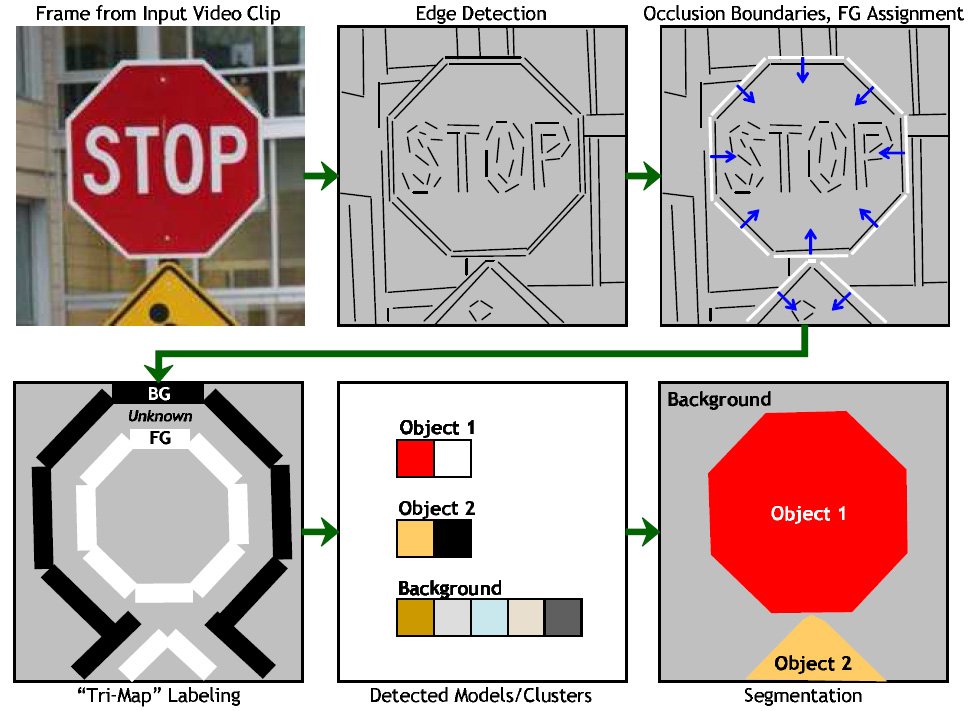 Frame from Input Video Clip
Edge Detection
Occlusion Boundaries, FG Assignment
STOP
STOP
STOP
BG
Unknown
FG
Object 1
Object 2
Background
Background
Object 1
Object 2
“Tri-Map” Labeling
Detected Models/Clusters
Segmentation